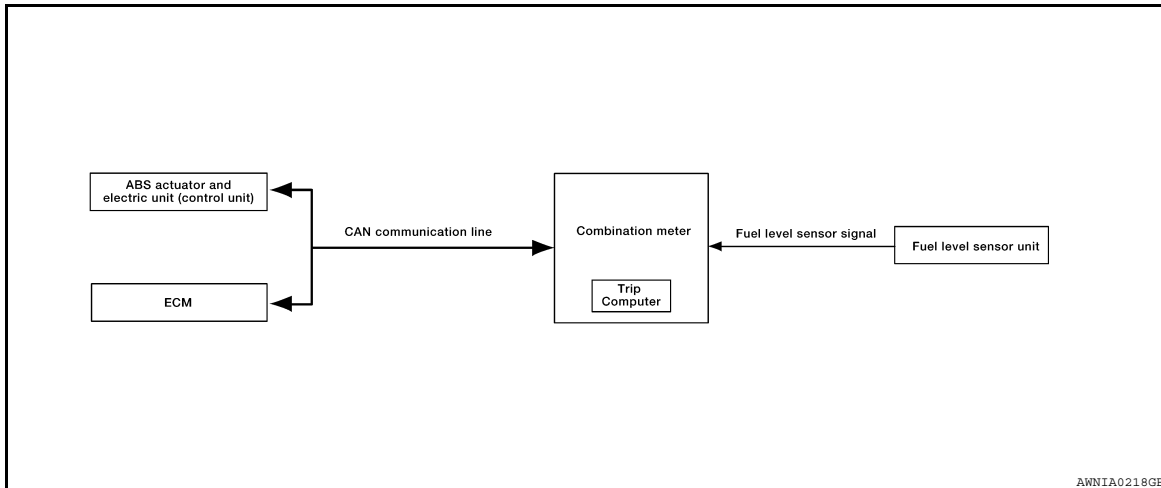 ABS actuator and
electric unit (control unit)
CAN communication line
ECM
Combination meter
Trip
Computer
Fuel level sensor signal
Fuel level sensor unit